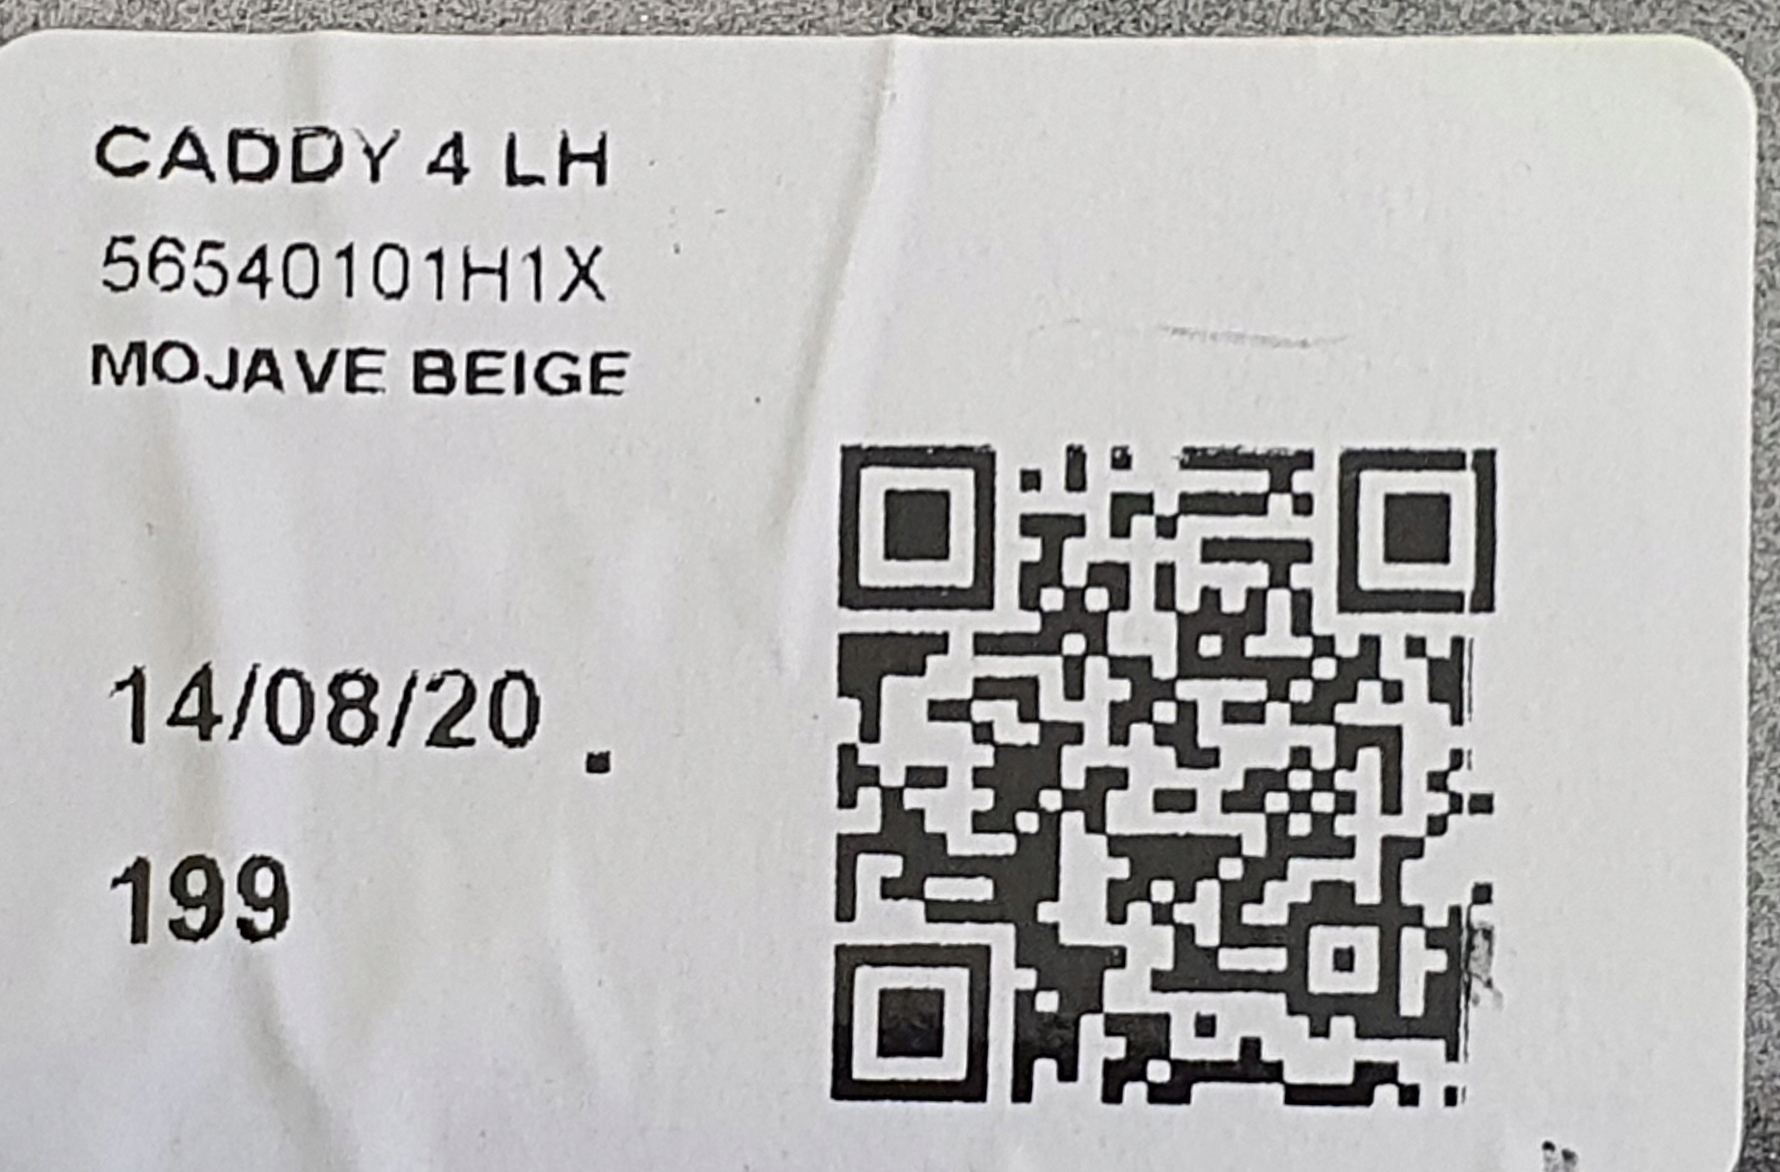 CADDY 4 LH
56540101H1X
MOJAVE BEIGE
14/08/20 .
199